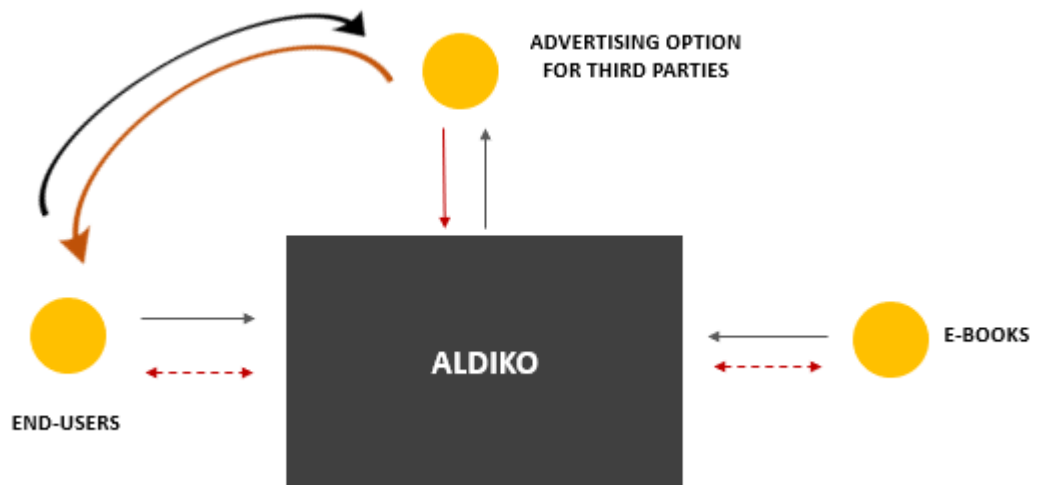 ADVERTISING OPTION
FOR THIRD PARTIES
ALDIKO
E-BOOKS
END-USERS